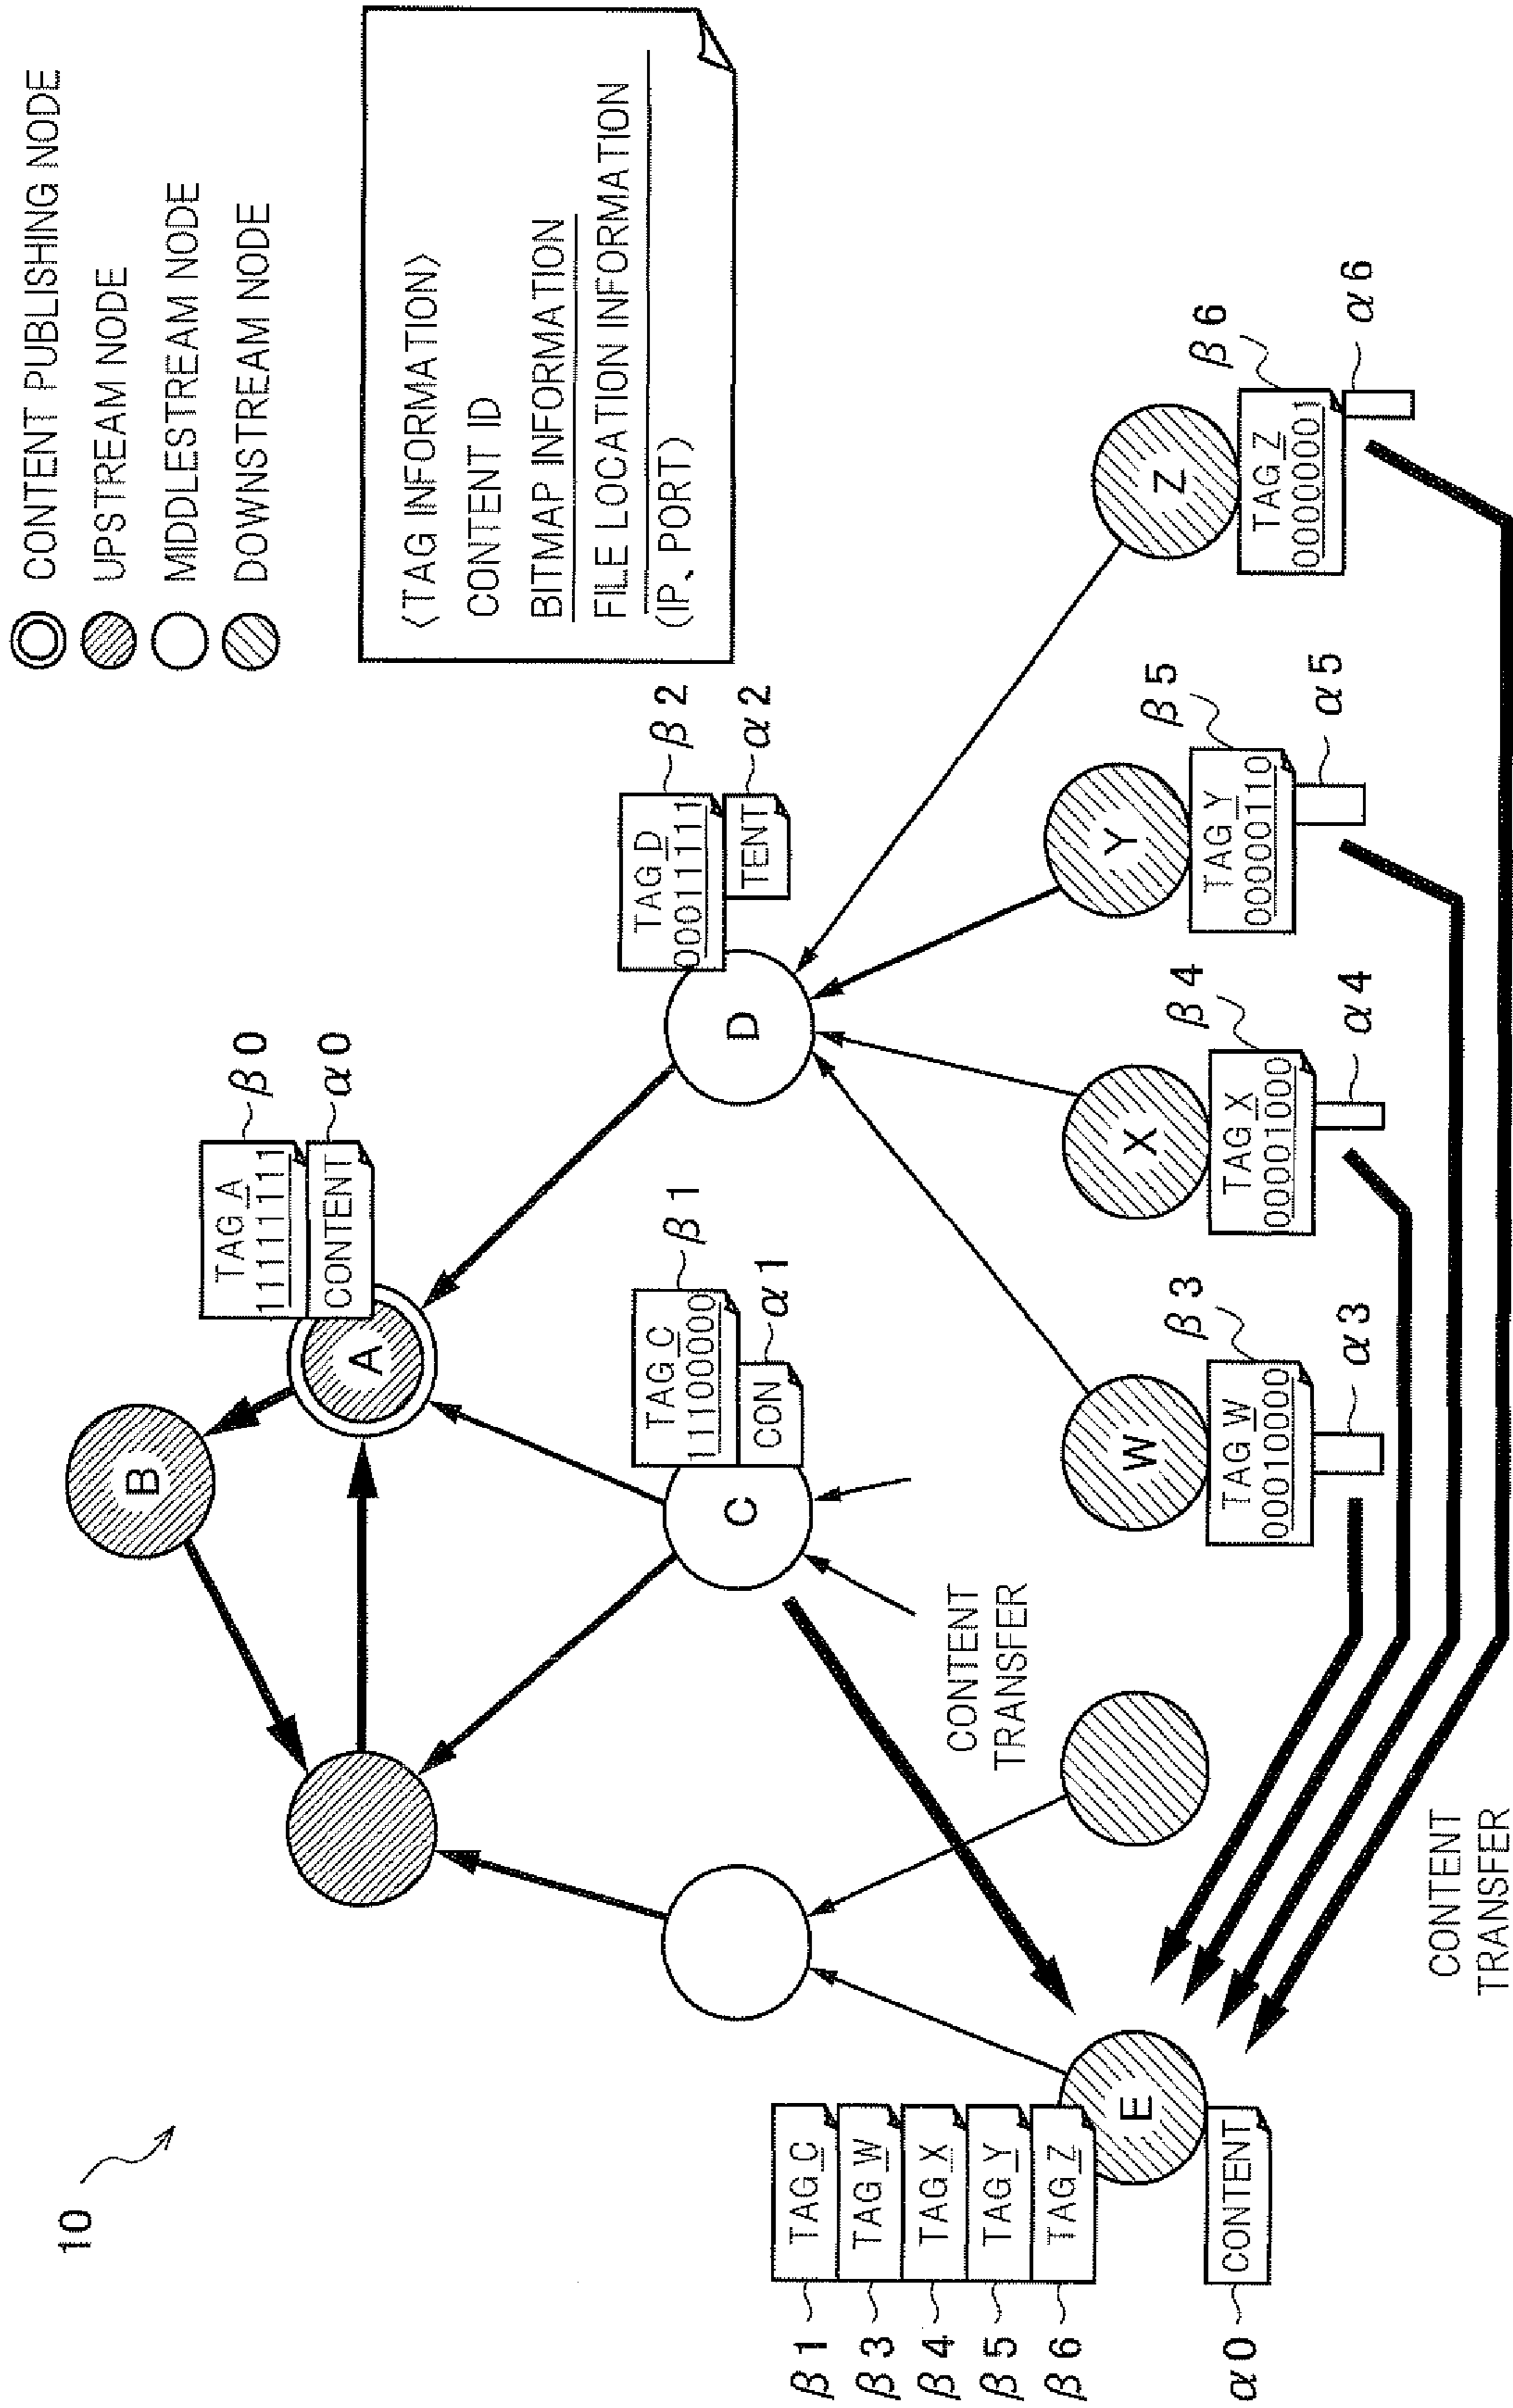 10
CONTENT PUBLISHING NODE
UPSTREAM NODE
MIDDLESTREAM NODE
DOWNSTREAM NODE
<TAG INFORMATION>
CONTENT ID
BITMAP INFORMATION
FILE LOCATION INFORMATION
(IP、PORT)
B
A
TAG A
11111111
β0
CONTENT
α0
C
TAG C
11100000
β1
CON
α1
D
TAG D
00011111
β2
TENT
α2
CONTENT
TRANSFER
β1
TAG C
β3
TAG W
β4
TAG X
β5
TAG Y
β6
TAG Z
E
α0
CONTENT
W
TAG W
00010000
β3
α3
X
TAG X
00001000
β4
α4
Y
TAG Y
00000110
β5
α5
Z
TAG Z
00000001
β6
α6
CONTENT
TRANSFER